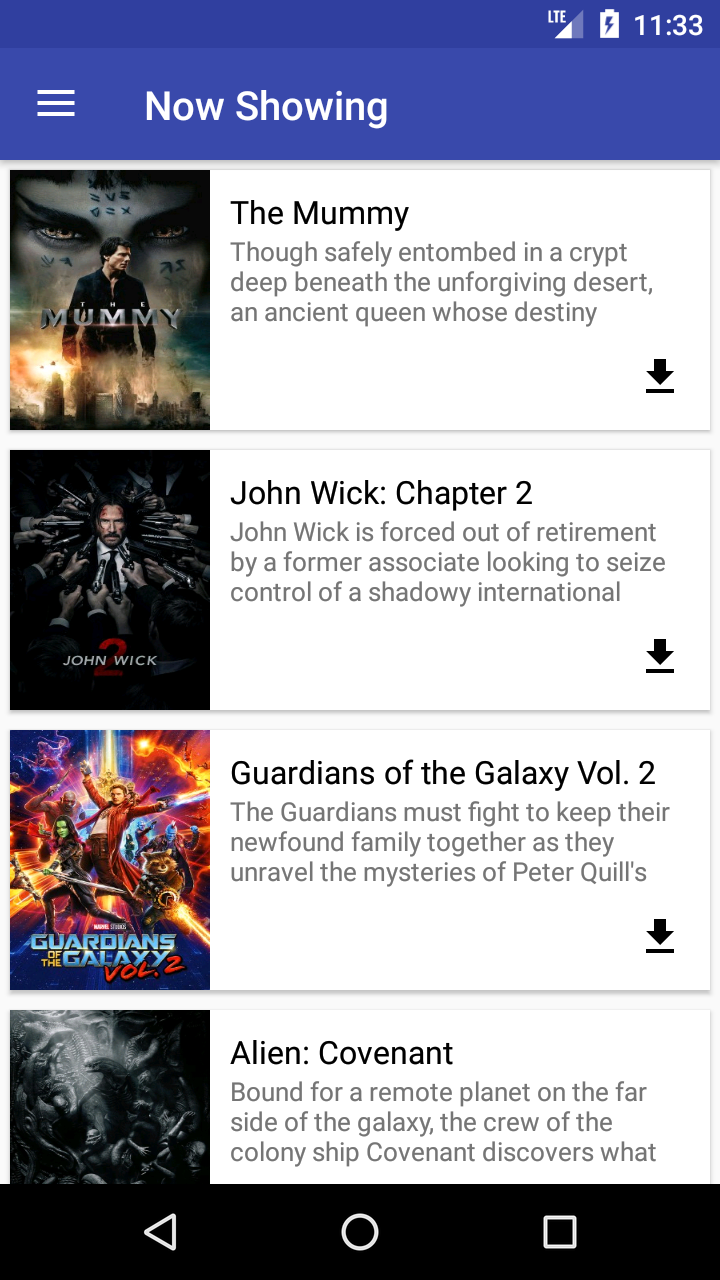 LTE 11:33
Now Showing
THE
MUMMY
The Mummy
Though safely entombed in a crypt
deep beneath the unforgiving desert,
an ancient queen whose destiny
2
JOHN WICK
John Wick: Chapter 2
John Wick is forced out of retirement
by a former associate looking to seize
control of a shadowy international
MARVEL STUDIOS
GUARDIANS
OF THE GALAXY
VOL. 2
Guardians of the Galaxy Vol. 2
The Guardians must fight to keep their
newfound family together as they
unravel the mysteries of Peter Quill's
Alien: Covenant
Bound for a remote planet on the far
side of the galaxy, the crew of the
colony ship Covenant discovers what